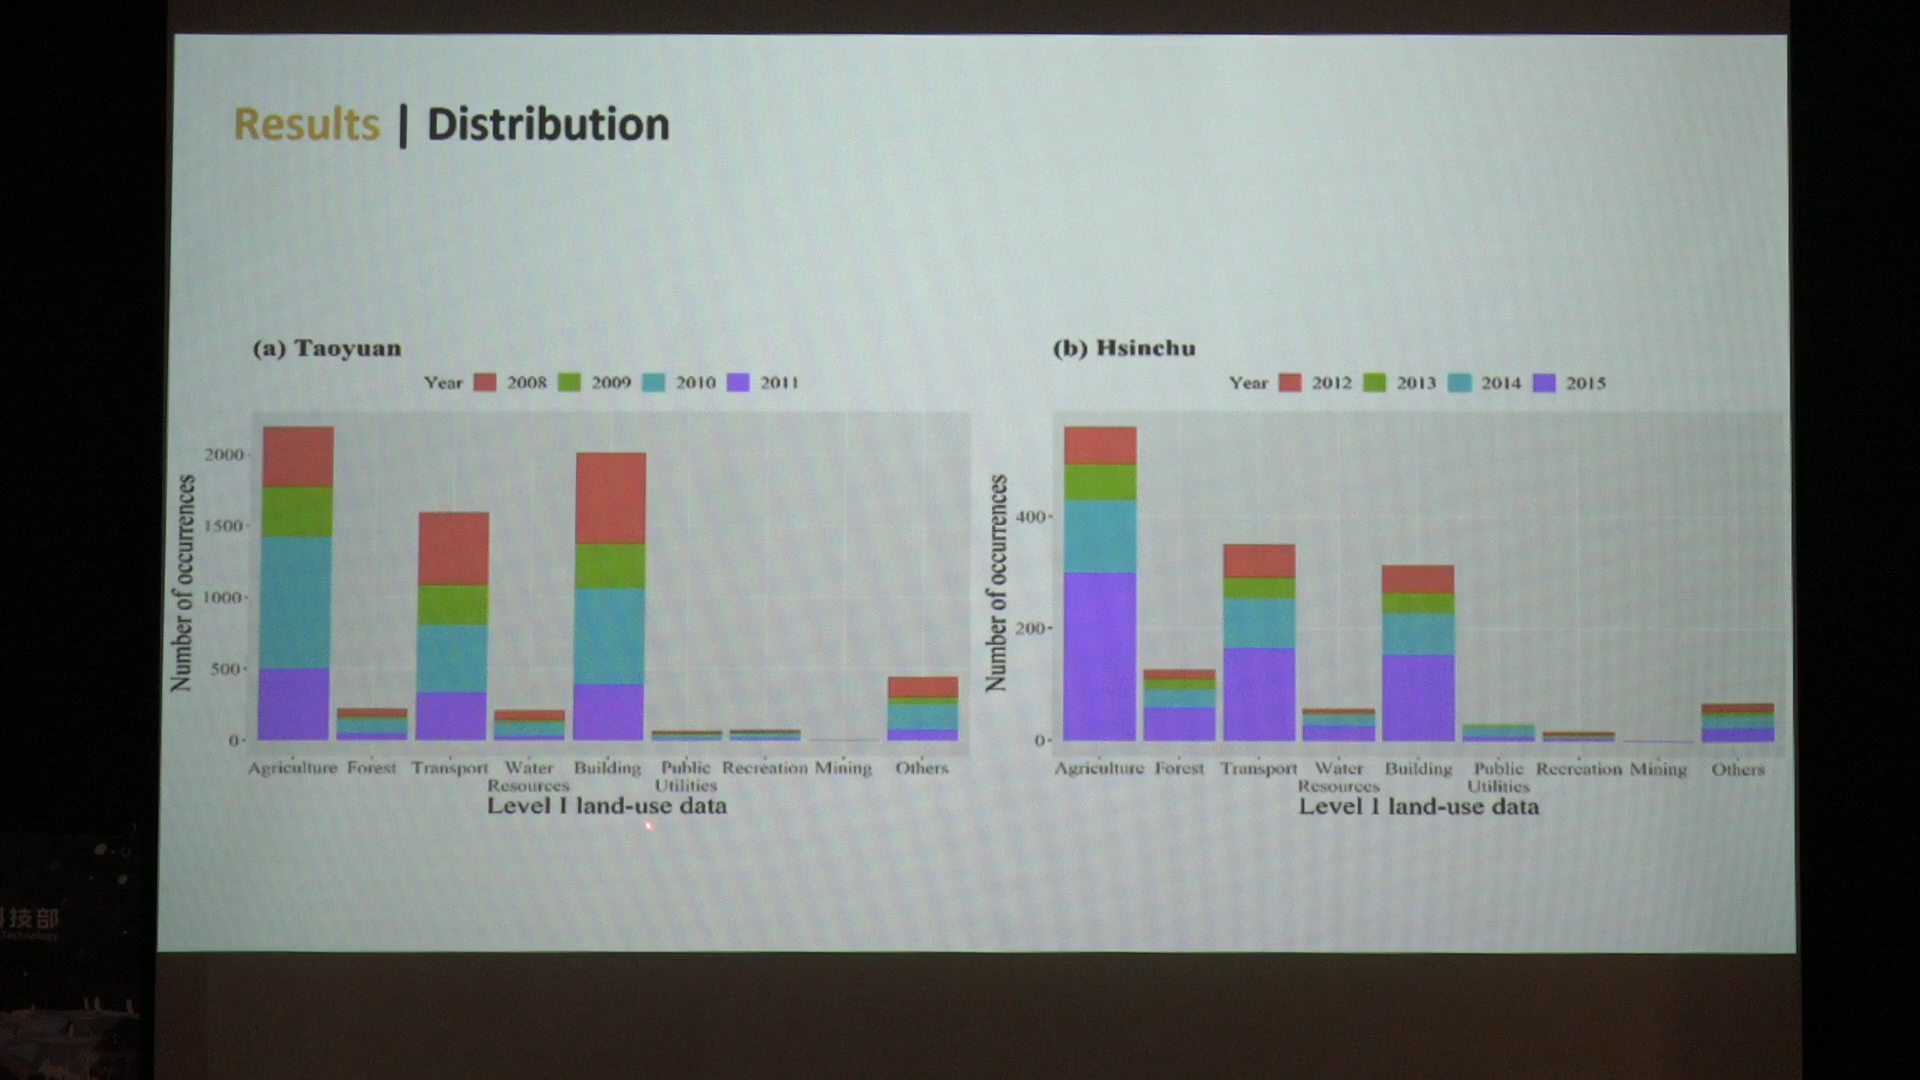 Results | Distribution
(a) Taoyuan
Year 2008 2009 2010 2011
Number of occurrences
2000
1500
1000
500
0
Agriculture Forest Transport Water Resources Building Public Utilities Recreation Mining Others
Level I land-use data
(b) Hsinchu
Year 2012 2013 2014 2015
Number of occurrences
400
200
0
Agriculture Forest Transport Water Resources Building Public Utilities Recreation Mining Others
Level I land-use data
技部
Technology